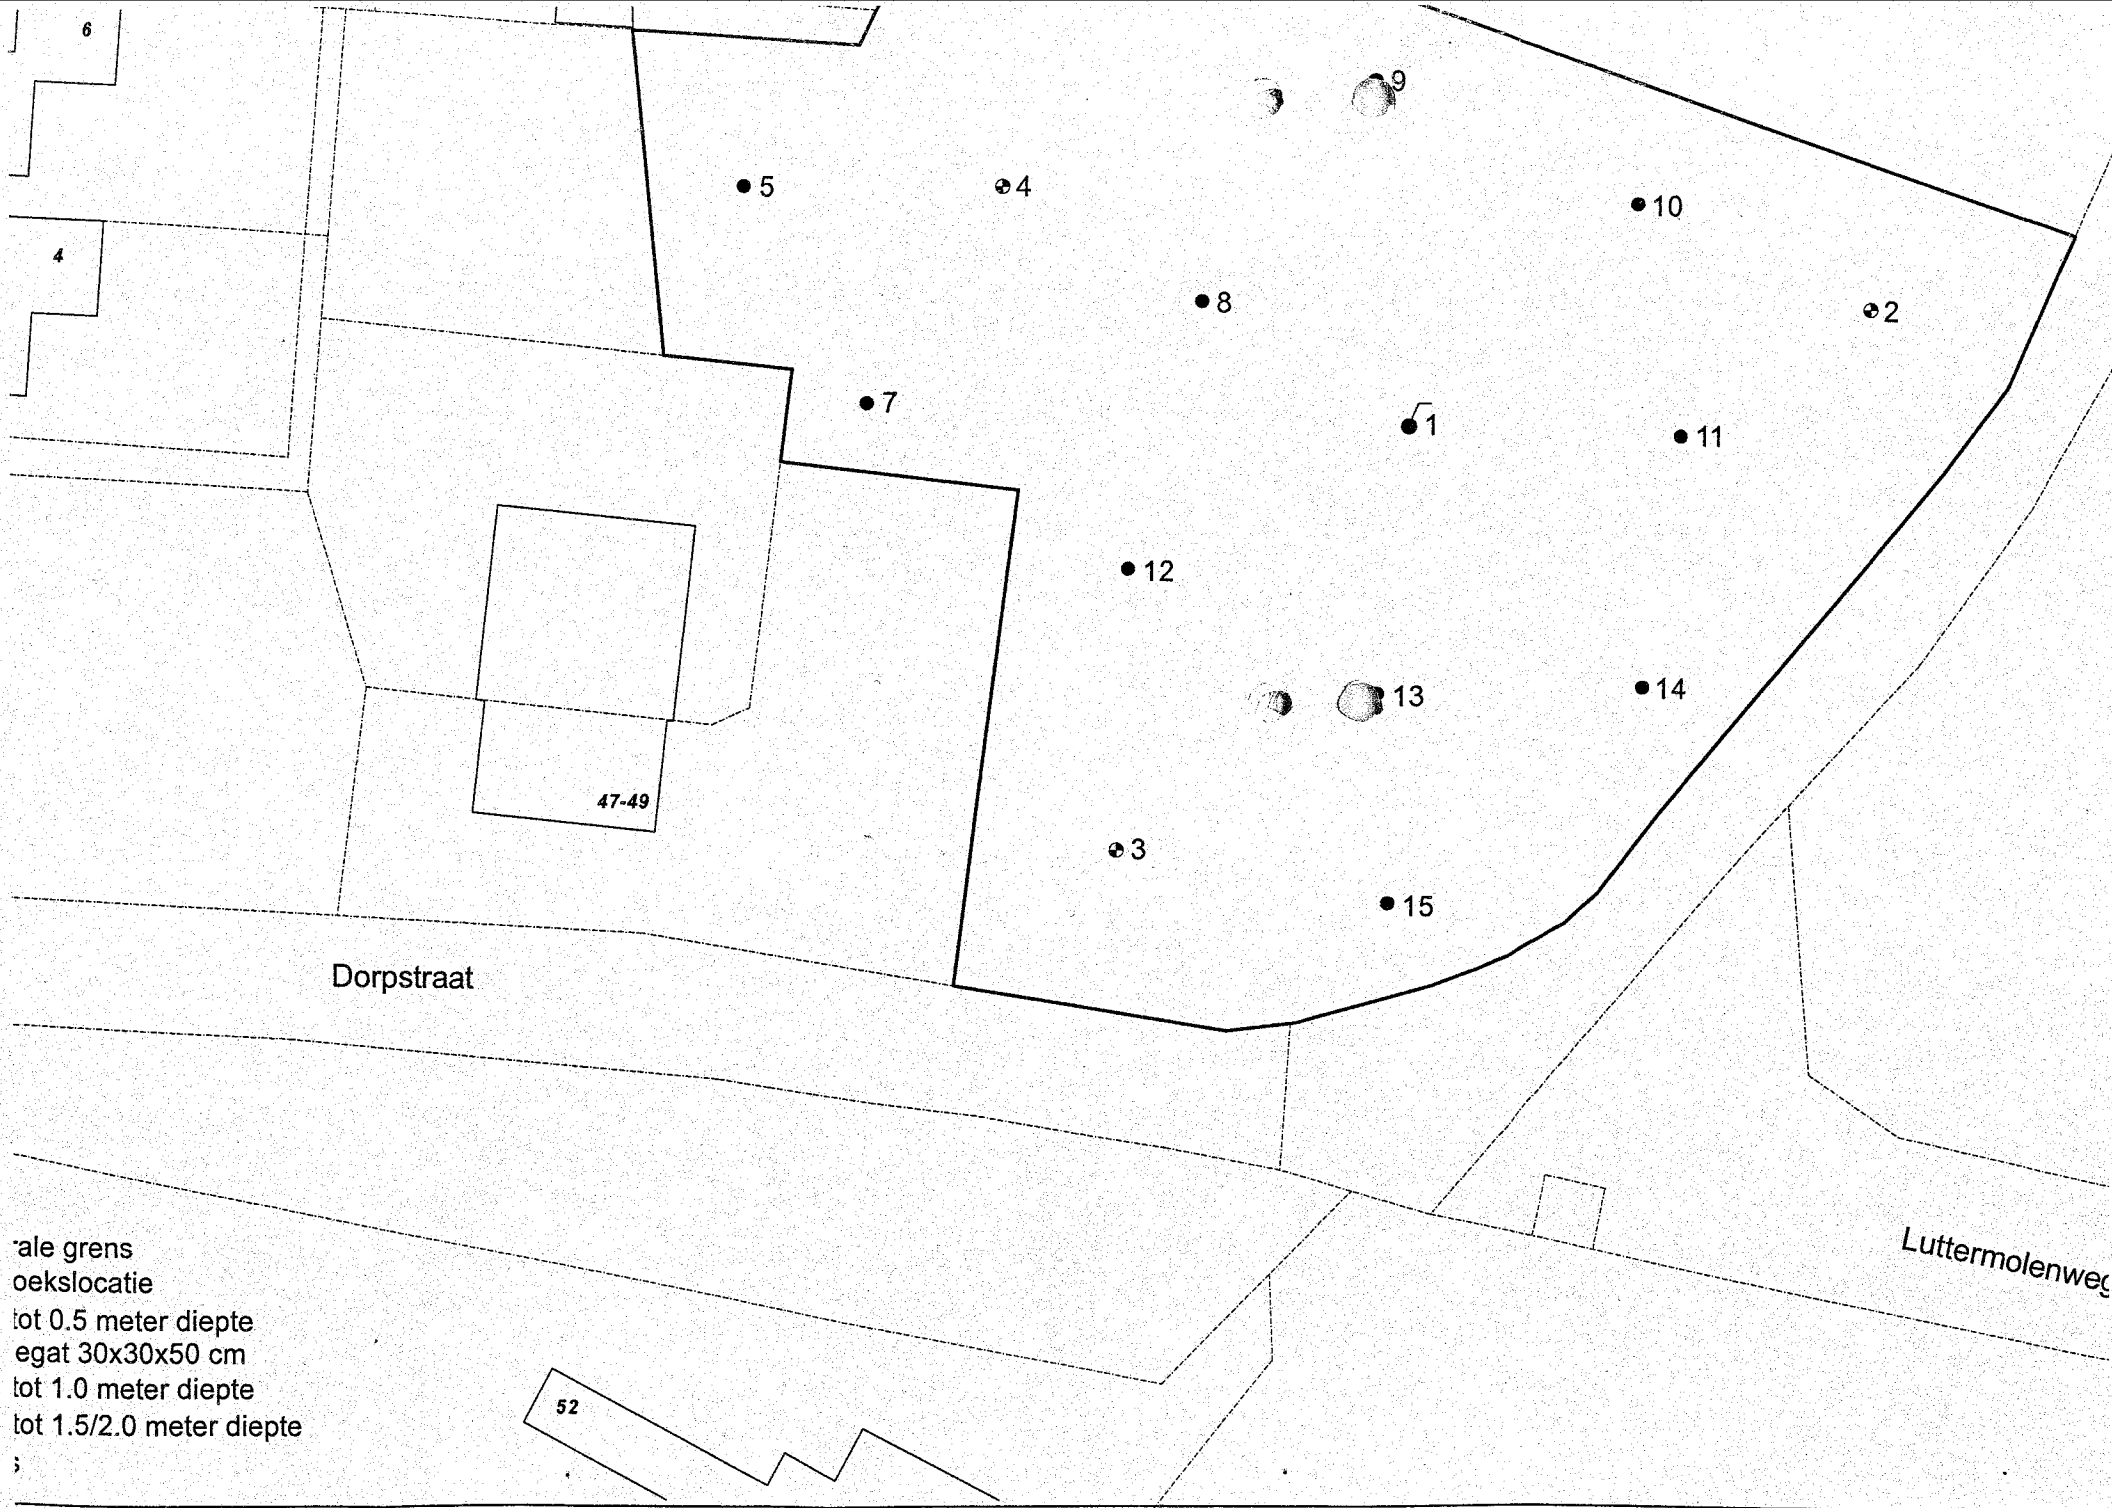 6
9
5
4
10
4
8
2
7
1
11
12
13
14
47-49
3
15
Dorpstraat
ale grens
oekslocatie
tot 0.5 meter diepte
egat 30x30x50 cm
tot 1.0 meter diepte
tot 1.5/2.0 meter diepte
s
52
Luttermolenweg